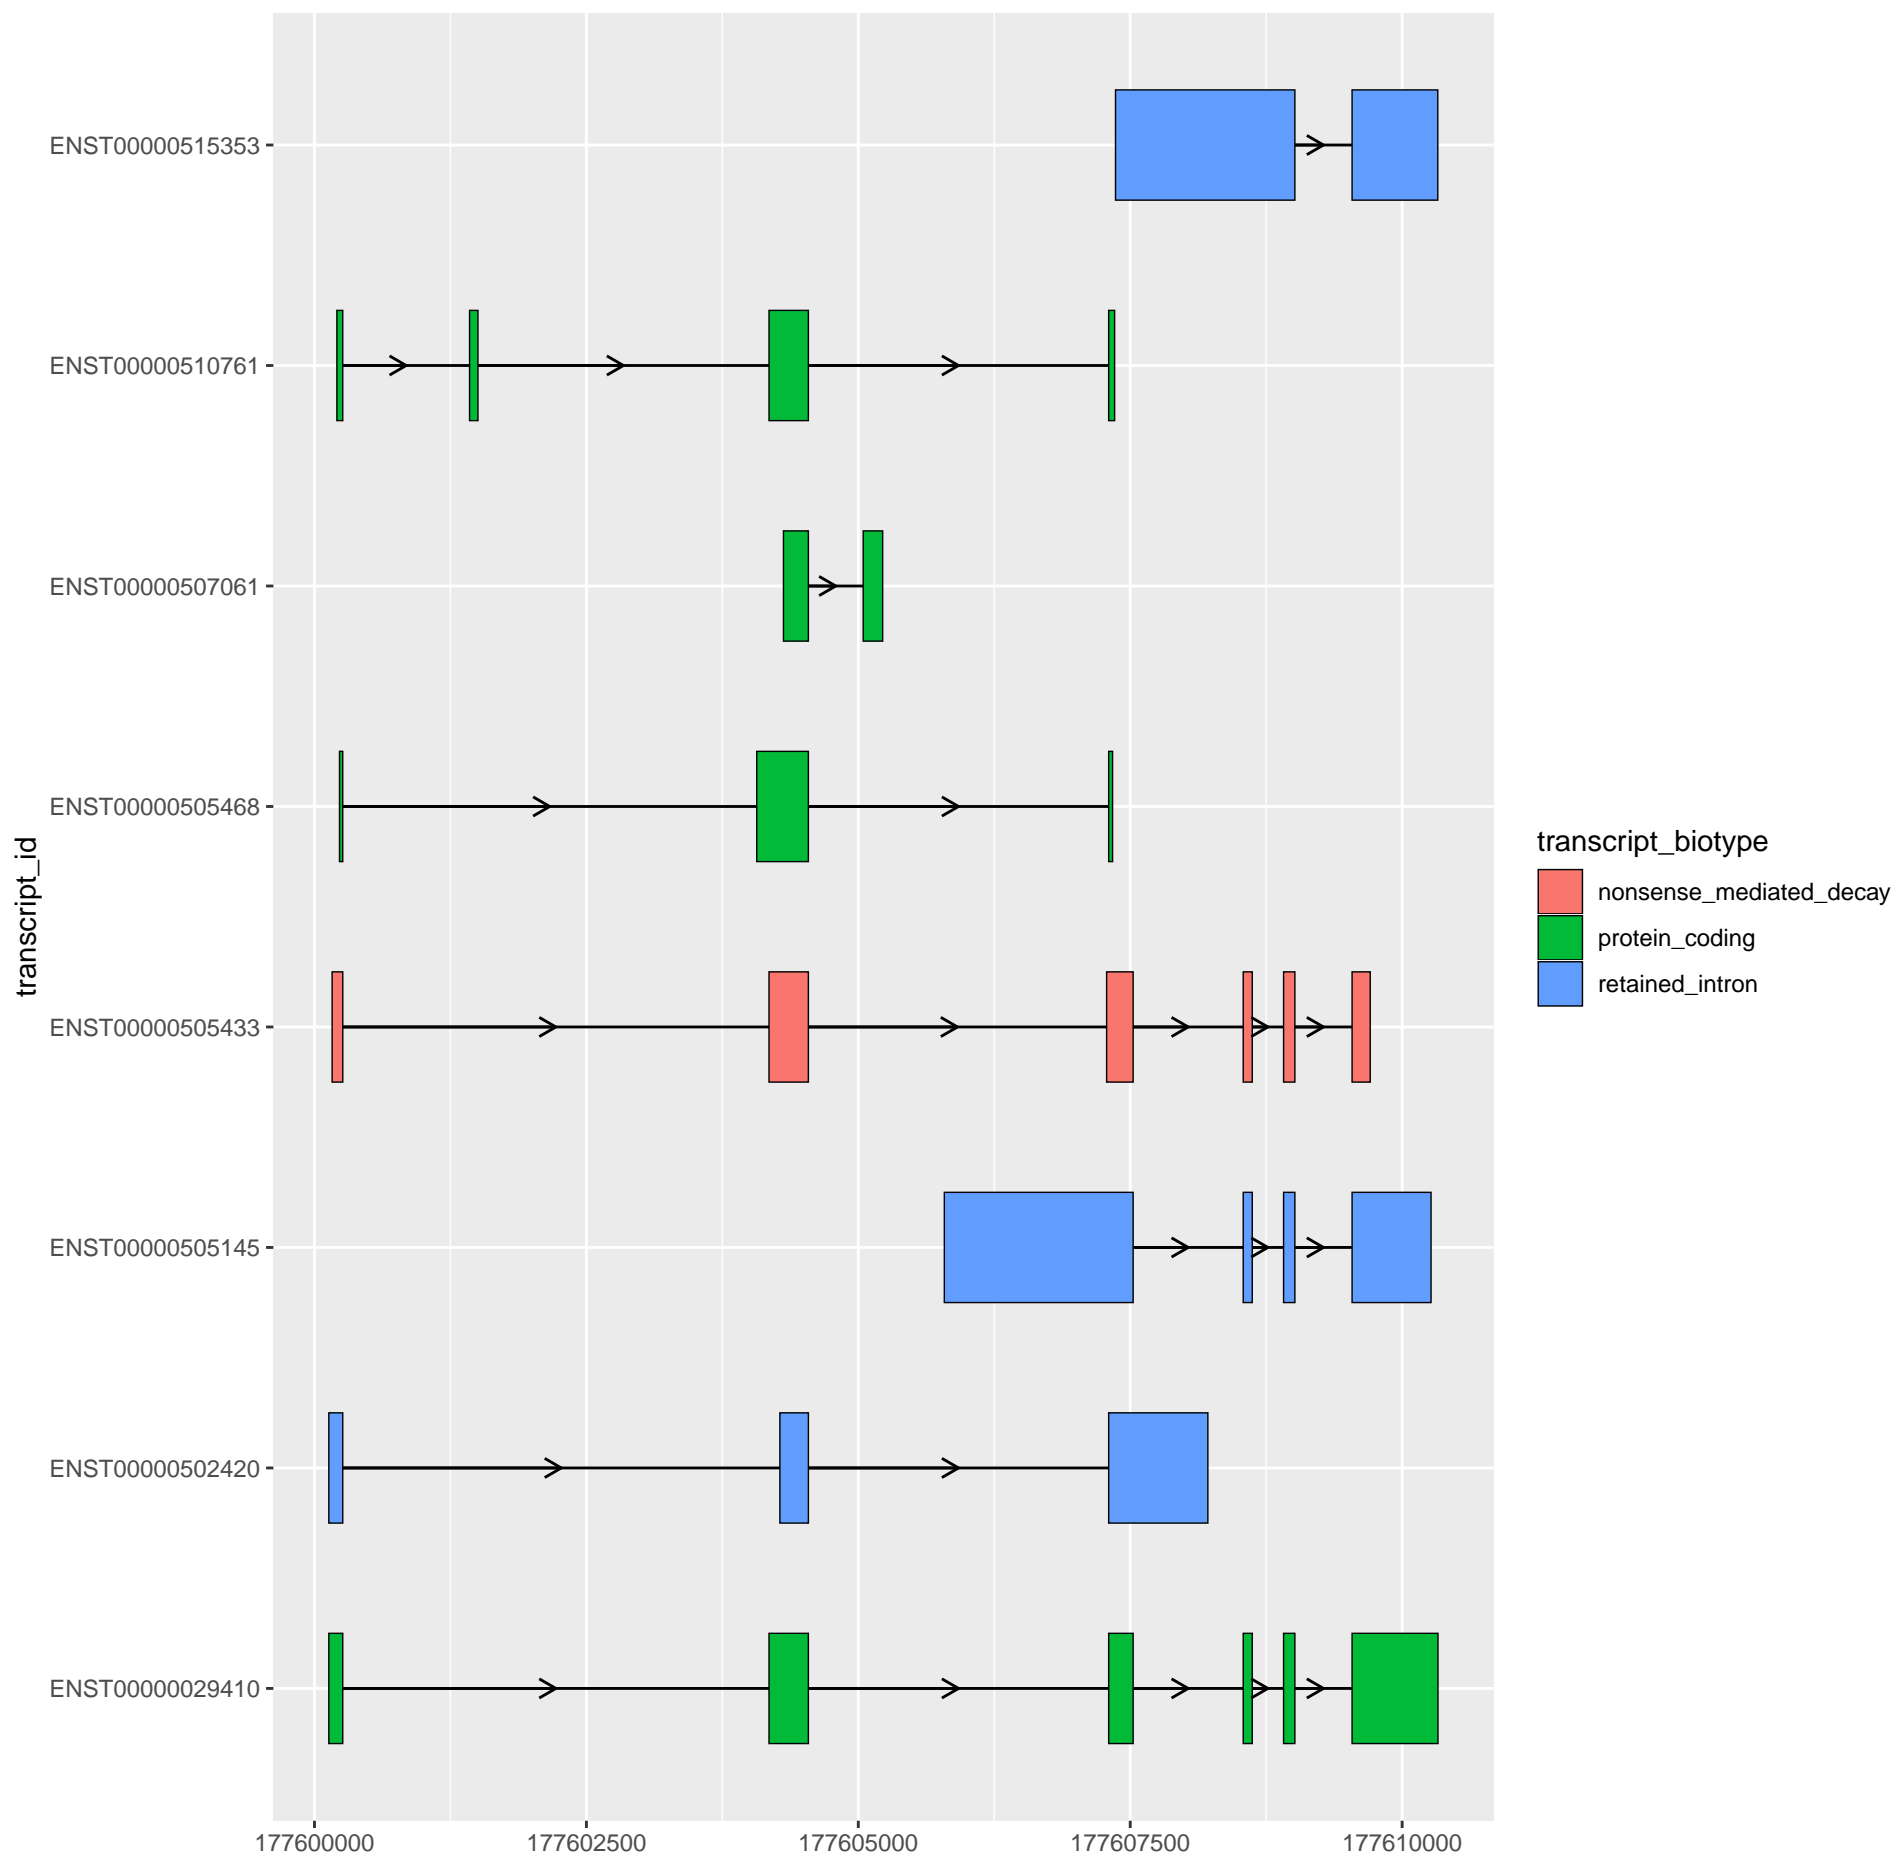 ENST00000515353
ENST00000510761
ENST00000507061
ENST00000505468
ENST00000505433
ENST00000505145
ENST00000502420
ENST00000029410
transcript_id
177600000
177602500
177605000
177607500
177610000
transcript_biotype
nonsense_mediated_decay
protein_coding
retained_intron